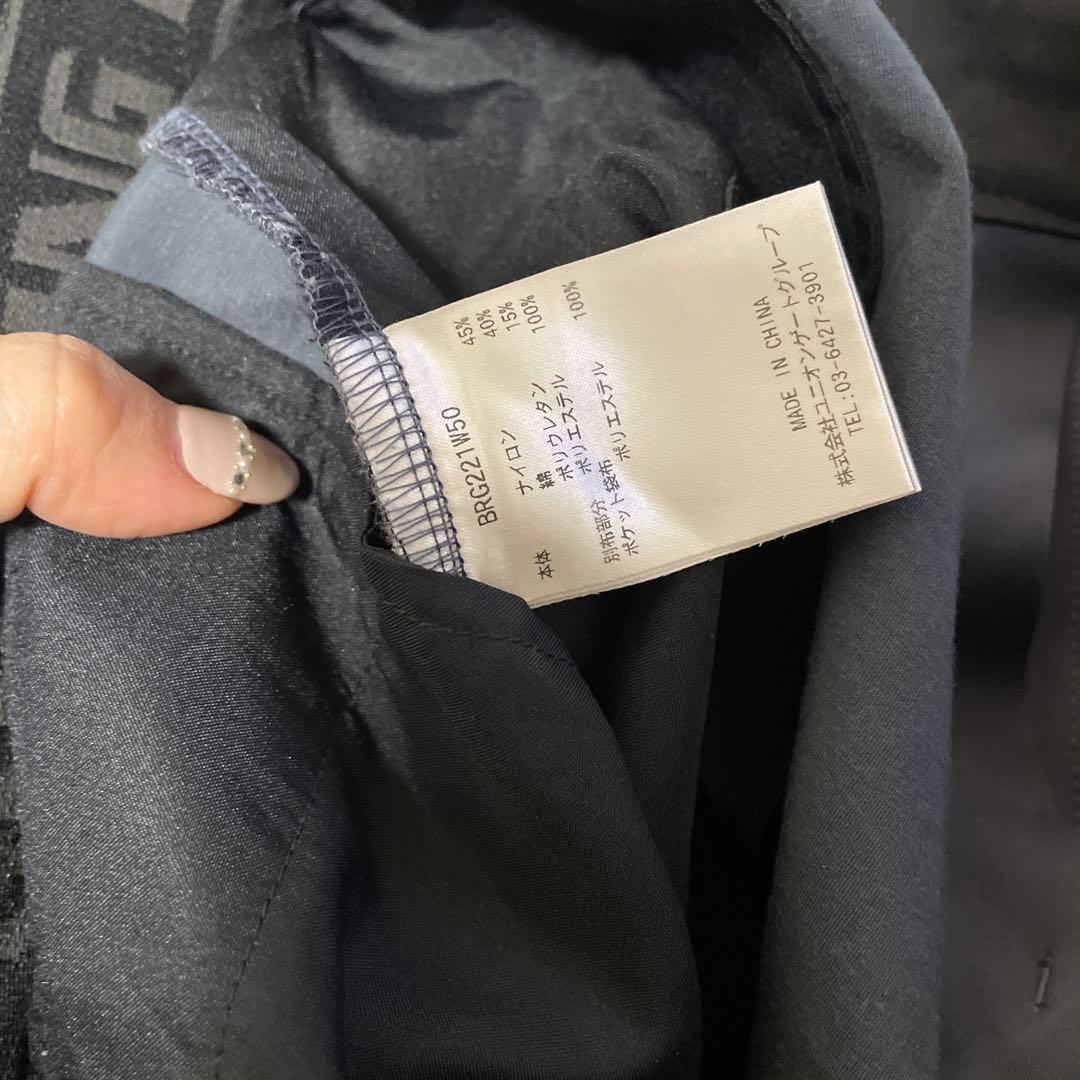 BRG221W50
本体 ナイロン 45%
綿 40%
ポリウレタン 15%
別布部分 ポリエステル 100%
ポケット袋布 ポリエステル 100%
MADE IN CHINA
株式会社ユニオンゲートグループ
TEL:03-6427-3901
NG